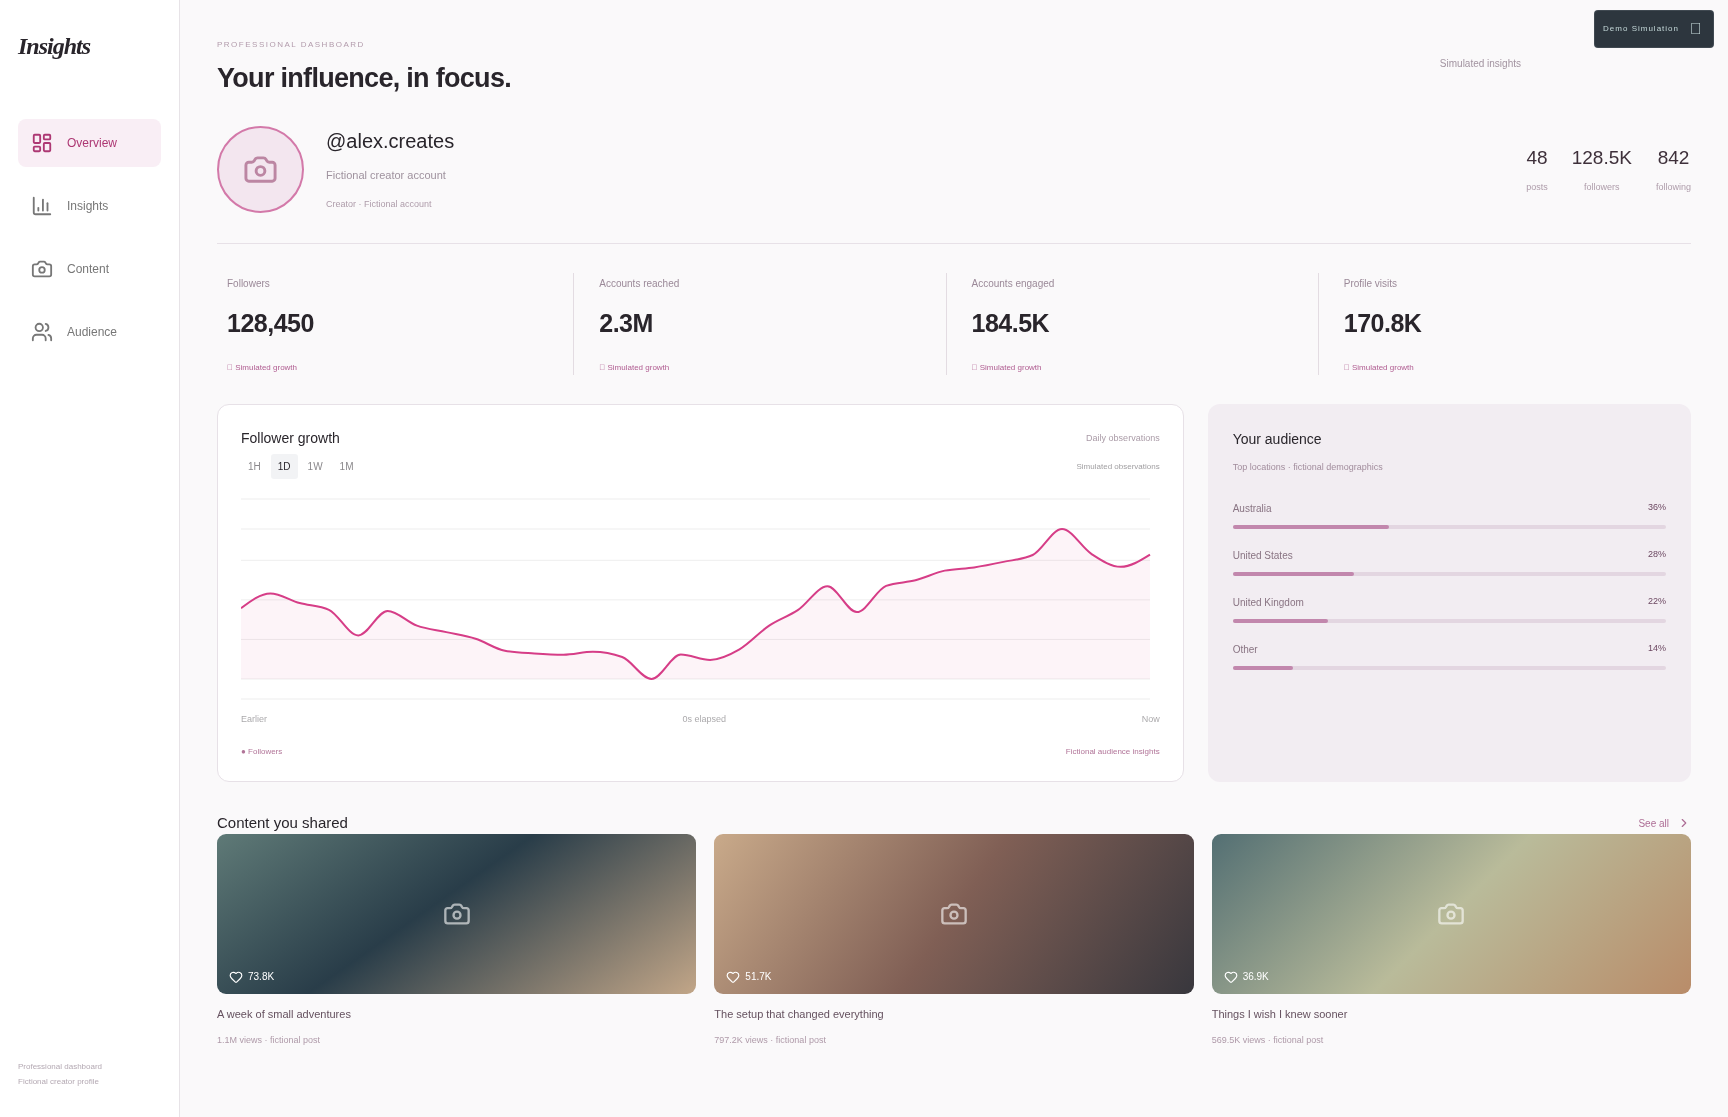 Insights
Overview
Insights
Content
Audience
Professional dashboard
Fictional creator profile
PROFESSIONAL DASHBOARD
Your influence, in focus.
Demo Simulation
Simulated insights
@alex.creates
Fictional creator account
Creator · Fictional account
48 128.5K 842
posts followers following
Followers Accounts reached Accounts engaged Profile visits
128,450 2.3M 184.5K 170.8K
Simulated growth Simulated growth Simulated growth Simulated growth
Follower growth Daily observations
1H 1D 1W 1M Simulated observations
Earlier 0s elapsed Now
● Followers Fictional audience insights
Your audience
Top locations · fictional demographics
Australia 36%
United States 28%
United Kingdom 22%
Other 14%
Content you shared See all
73.8K 51.7K 36.9K
A week of small adventures The setup that changed everything Things I wish I knew sooner
1.1M views · fictional post 797.2K views · fictional post 569.5K views · fictional post